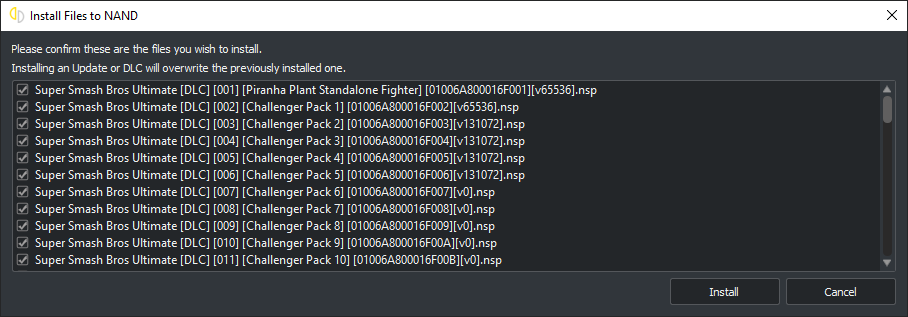 Install Files to NAND
Please confirm these are the files you wish to install.
Installing an Update or DLC will overwrite the previously installed one.
Super Smash Bros Ultimate [DLC] [001] [Piranha Plant Standalone Fighter] [01006A800016F001][v65536].nsp
Super Smash Bros Ultimate [DLC] [002] [Challenger Pack 1] [01006A800016F002][v65536].nsp
Super Smash Bros Ultimate [DLC] [003] [Challenger Pack 2] [01006A800016F003][v131072].nsp
Super Smash Bros Ultimate [DLC] [004] [Challenger Pack 3] [01006A800016F004][v131072].nsp
Super Smash Bros Ultimate [DLC] [005] [Challenger Pack 4] [01006A800016F005][v131072].nsp
Super Smash Bros Ultimate [DLC] [006] [Challenger Pack 5] [01006A800016F006][v131072].nsp
Super Smash Bros Ultimate [DLC] [007] [Challenger Pack 6] [01006A800016F007][v0].nsp
Super Smash Bros Ultimate [DLC] [008] [Challenger Pack 7] [01006A800016F008][v0].nsp
Super Smash Bros Ultimate [DLC] [009] [Challenger Pack 8] [01006A800016F009][v0].nsp
Super Smash Bros Ultimate [DLC] [010] [Challenger Pack 9] [01006A800016F00A][v0].nsp
Super Smash Bros Ultimate [DLC] [011] [Challenger Pack 10] [01006A800016F00B][v0].nsp
Install
Cancel